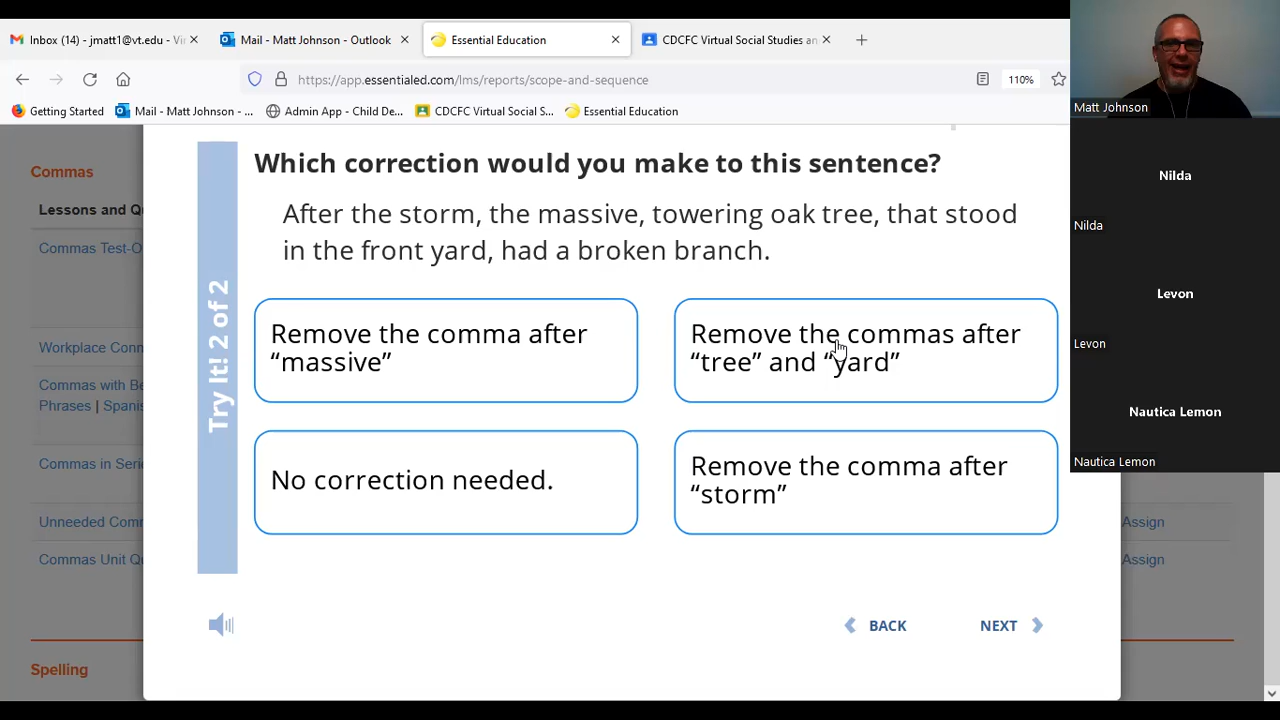 Inbox (14) - jmatt1@vt.edu - Vi
Mail - Matt Johnson - Outlook
Essential Education
CDCFC Virtual Social Studies an
https://app.essentialed.com/lms/reports/scope-and-sequence
110%
Getting Started
Mail - Matt Johnson - ...
Admin App - Child De...
CDCFC Virtual Social S...
Essential Education
Matt Johnson
Nilda
Nilda
Levon
Levon
Nautica Lemon
Nautica Lemon
Commas
Lessons and Q
Commas Test-O
Workplace Conn
Commas with Be
Phrases | Spanis
Commas in Serie
Unneeded Comm
Assign
Commas Unit Qu
Assign
Spelling
Try It! 2 of 2
Which correction would you make to this sentence?
After the storm, the massive, towering oak tree, that stood
in the front yard, had a broken branch.
Remove the comma after
“massive”
Remove the commas after
“tree” and “yard”
No correction needed.
Remove the comma after
“storm”
BACK
NEXT